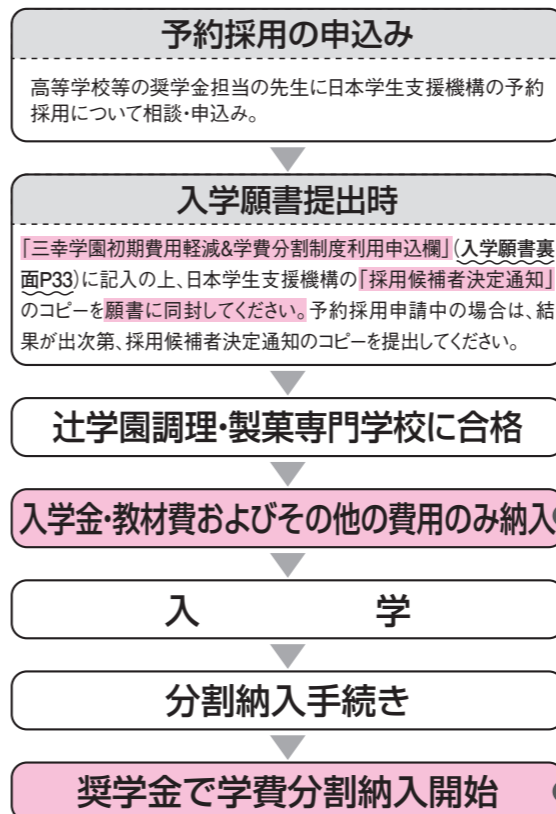 予約採用の申込み
高等学校等の奨学金担当の先生に日本学生支援機構の予約
採用について相談・申込み。
入学願書提出時
「三幸学園初期費用軽減&学費分割制度利用申込欄」(入学願書裏
面P33)に記入の上、日本学生支援機構の「採用候補者決定通知」
のコピーを願書に同封してください。予約採用申請中の場合は、結
果が出次第、採用候補者決定通知のコピーを提出してください。
辻学園調理・製菓専門学校に合格
入学金・教材費およびその他の費用のみ納入
入学
分割納入手続き
奨学金で学費分割納入開始